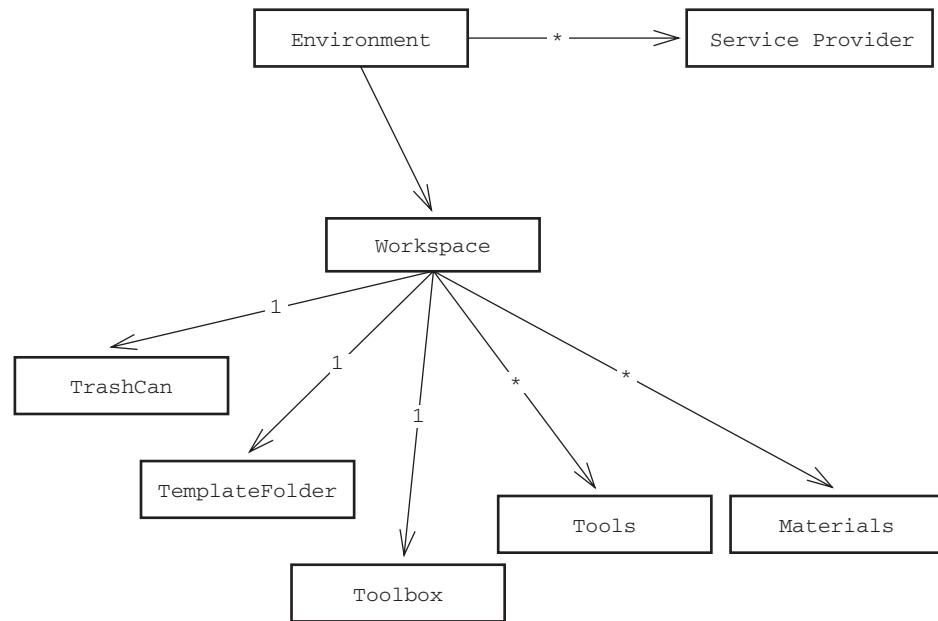 Environment
*
Service Provider
Workspace
1
TrashCan
1
*
*
1
TemplateFolder
Tools
Materials
Toolbox